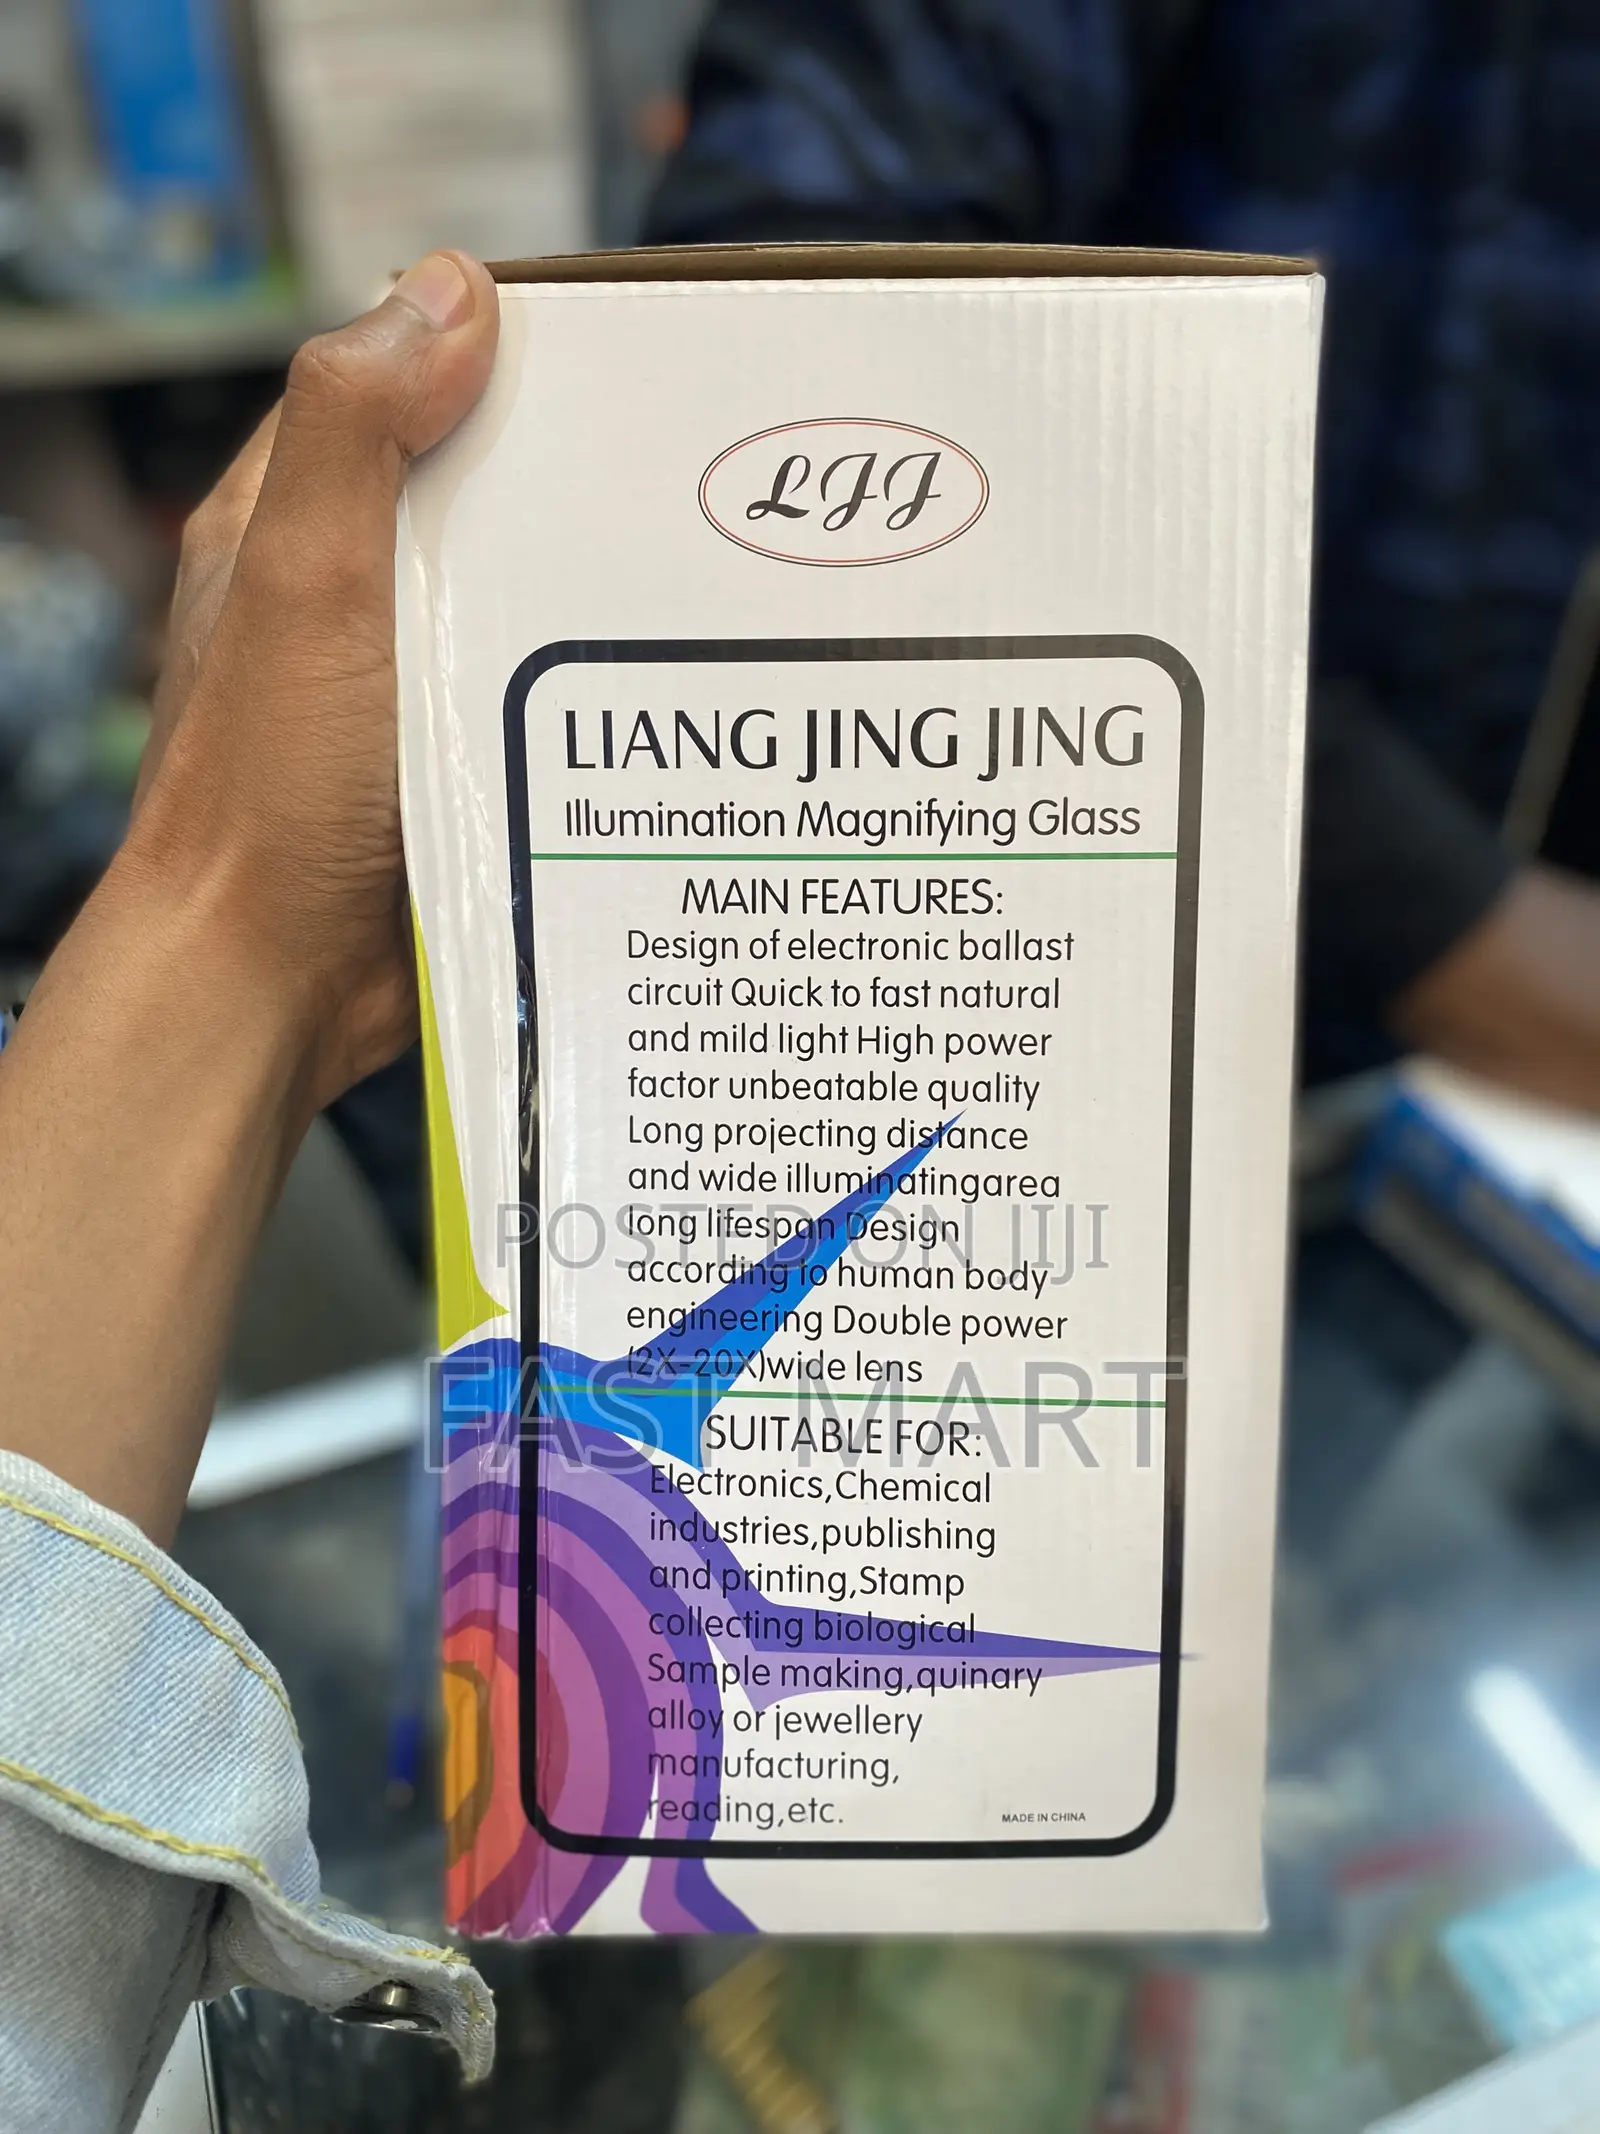 LJJ
LIANG JING JING
Illumination Magnifying Glass
MAIN FEATURES:
Design of electronic ballast
circuit Quick to fast natural
and mild light High power
factor unbeatable quality
Long projecting distance
and wide illuminatingarea
long lifespan Design
according to human body
engineering Double power
(2X-20X)wide lens
SUITABLE FOR:
Electronics,Chemical
industries,publishing
and printing,Stamp
collecting biological
Sample making,quinary
alloy or jewellery
manufacturing,
reading,etc.
MADE IN CHINA
POSTED ON JIJI
FAST MART